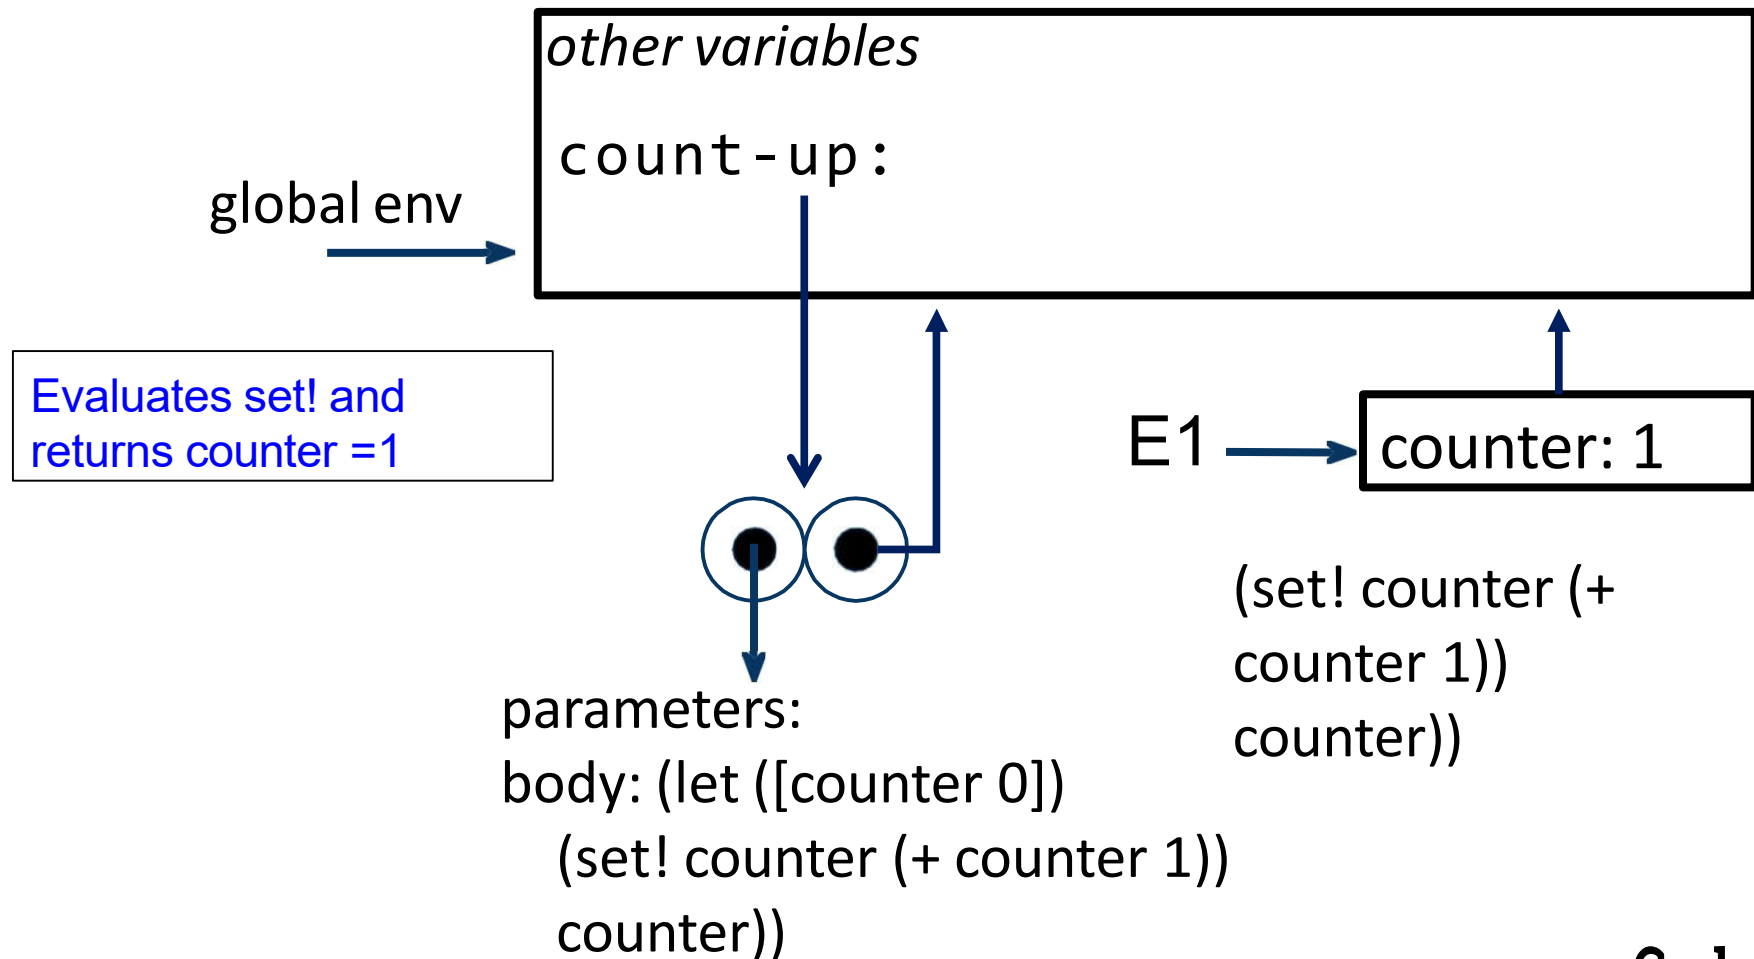 other variables
count-up:
global env
Evaluates set! and
returns counter =1
E1
counter: 1
(set! counter (+
counter 1))
counter))
parameters:
body: (let ([counter 0])
(set! counter (+ counter 1))
counter))